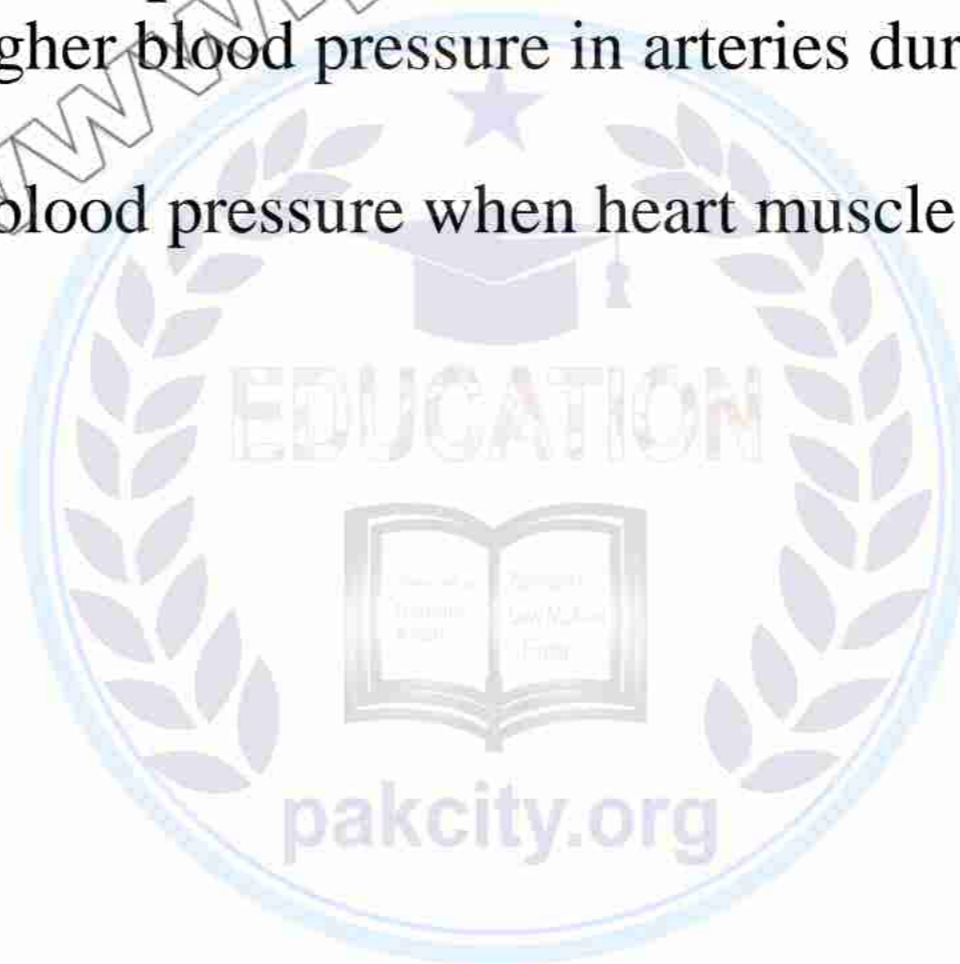 gher blood pressure in arteries dur
blood pressure when heart muscle
EDUCATION
pakcity.org